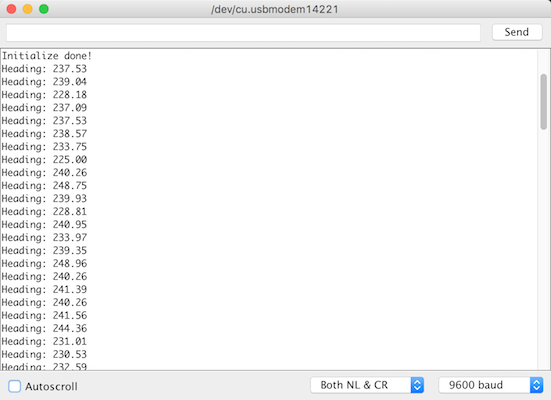 /dev/cu.usbmodem14221
Send
Initialize done!
Heading: 237.53
Heading: 239.04
Heading: 228.18
Heading: 237.09
Heading: 237.53
Heading: 238.57
Heading: 233.75
Heading: 225.00
Heading: 240.26
Heading: 248.75
Heading: 239.93
Heading: 228.81
Heading: 240.95
Heading: 233.97
Heading: 239.35
Heading: 248.96
Heading: 240.26
Heading: 241.39
Heading: 240.26
Heading: 241.56
Heading: 244.36
Heading: 231.01
Heading: 230.53
Heading: 232.59
Autoscroll
Both NL & CR
9600 baud